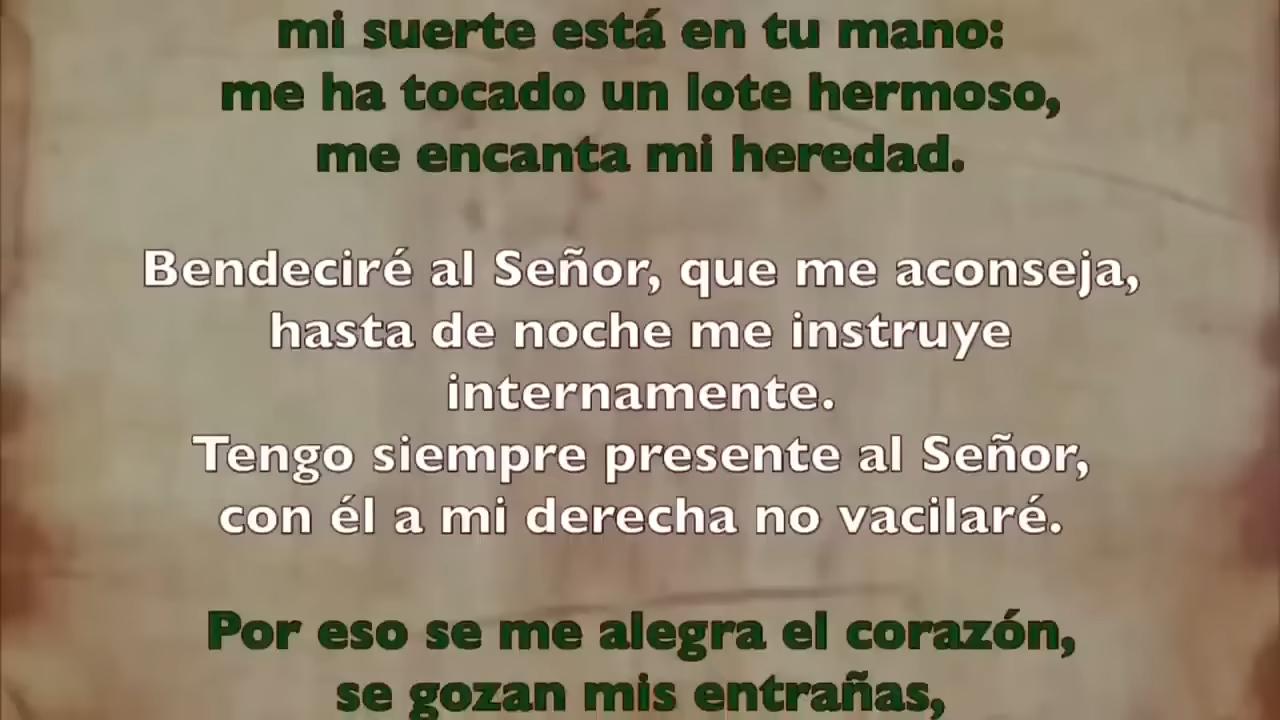 mi suerte está en tu mano:
me ha tocado un lote hermoso,
me encanta mi heredad.
Bendeciré al Señor, que me aconseja,
hasta de noche me instruye
internamente.
Tengo siempre presente al Señor,
con él a mi derecha no vacilaré.
Por eso se me alegra el corazón,
se gozan mis entrañas,